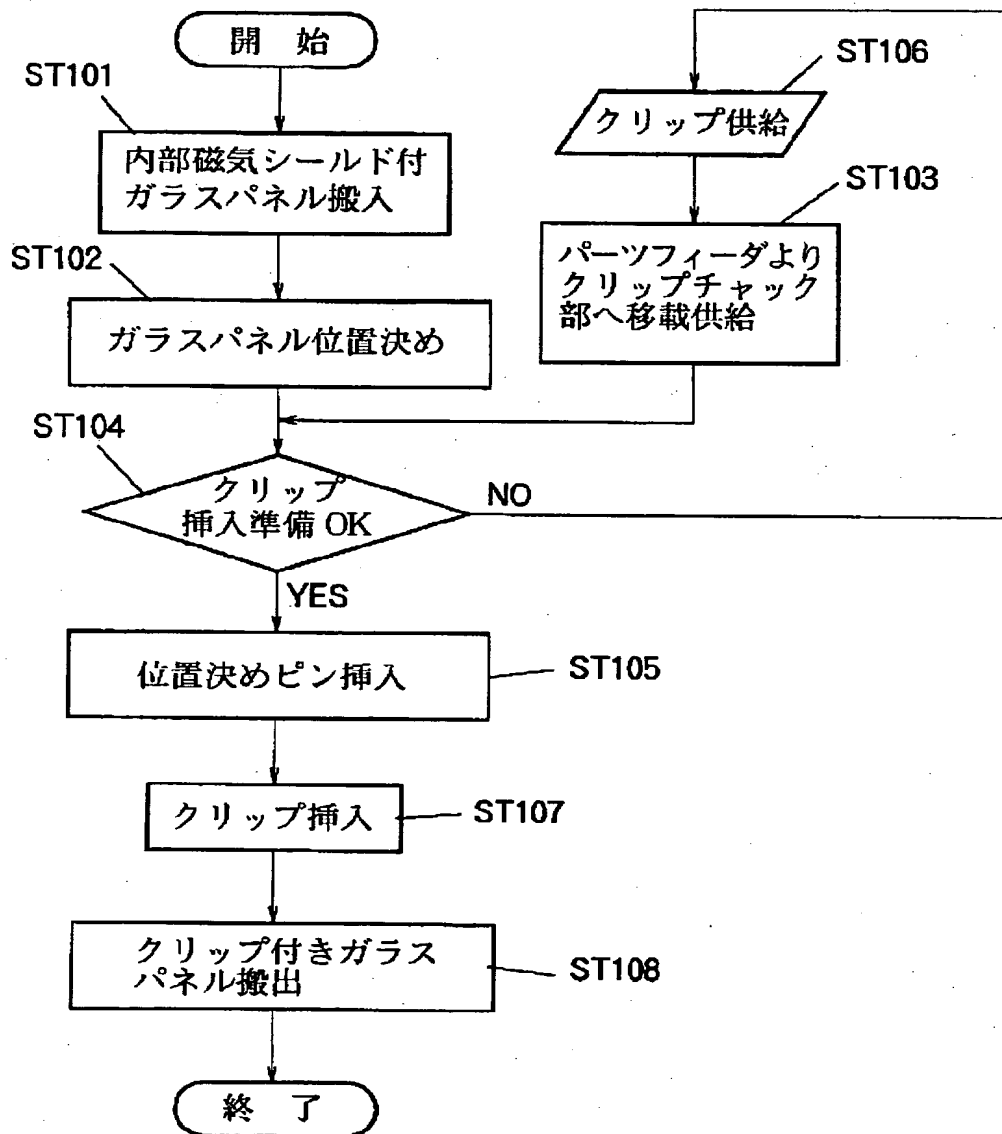 開 始
ST101
内部磁気シールド付
ガラスパネル搬入
ST102
ガラスパネル位置決め
ST106
クリップ供給
ST103
パーツフィーダより
クリップチャック
部へ移載供給
ST104
クリップ
挿入準備 OK
NO
YES
位置決めピン挿入
ST105
クリップ挿入
ST107
クリップ付きガラス
パネル搬出
ST108
終 了